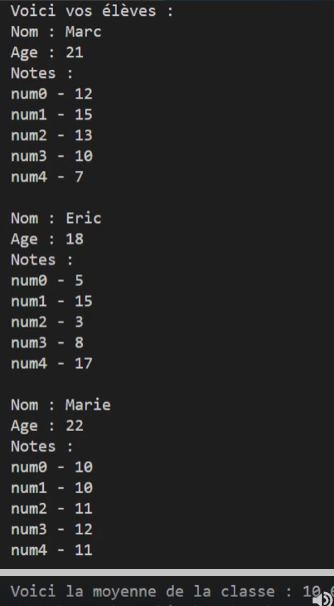 Voici vos élèves :
Nom : Marc
Age : 21
Notes :
num0 - 12
num1 - 15
num2 - 13
num3 - 10
num4 - 7
Nom : Eric
Age : 18
Notes :
num0 - 5
num1 - 15
num2 - 3
num3 - 8
num4 - 17
Nom : Marie
Age : 22
Notes :
num0 - 10
num1 - 10
num2 - 11
num3 - 12
num4 - 11
Voici la moyenne de la classe :